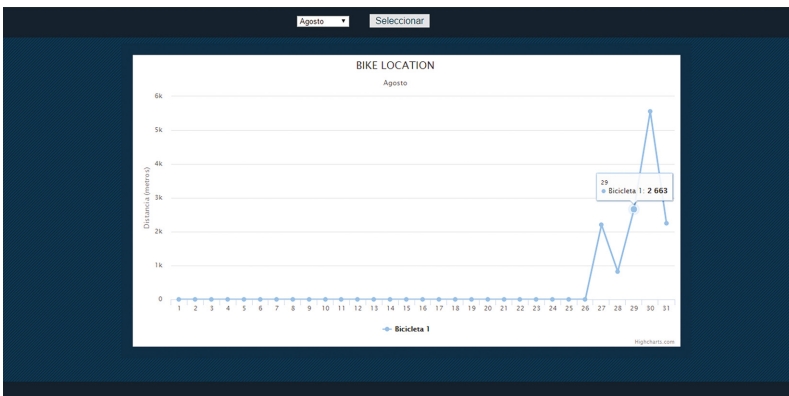 Agosto
Seleccionar
BIKE LOCATION
Agosto
6k
5k
4k
3k
2k
1k
0
Distancia (metros)
29
Bicicleta 1: 2 663
1 2 3 4 5 6 7 8 9 10 11 12 13 14 15 16 17 18 19 20 21 22 23 24 25 26 27 28 29 30 31
Bicicleta 1
Highcharts.com